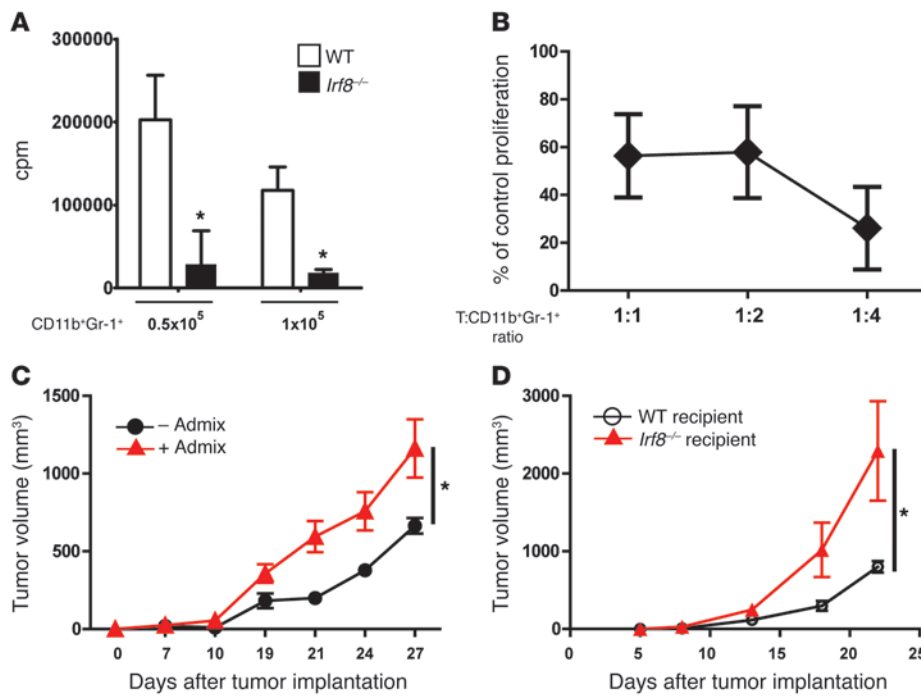 A
300000
200000
100000
0
cpm
WT
Irf8⁻/⁻
*
*
CD11b⁺Gr-1⁺
0.5x10⁵
1x10⁵
B
100
80
60
40
20
0
% of control proliferation
1:1
1:2
1:4
T:CD11b⁺Gr-1⁺
ratio
C
1500
1000
500
0
Tumor volume (mm³)
– Admix
+ Admix
*
0 7 10 19 21 24 27
Days after tumor implantation
D
3000
2000
1000
0
Tumor volume (mm³)
WT recipient
Irf8⁻/⁻ recipient
*
0 5 10 15 20 25
Days after tumor implantation